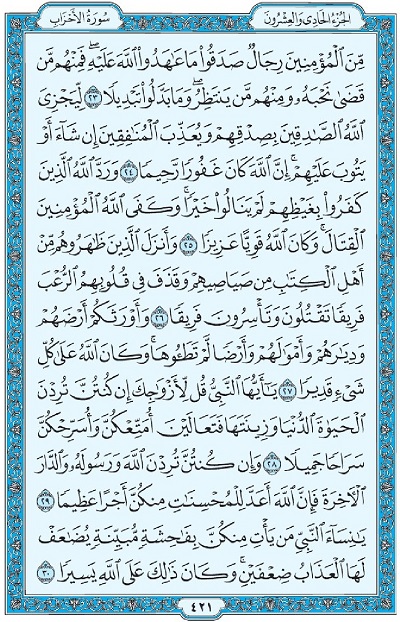 الجزء الحادي والعشرون
سورة الأحزاب
مِّنَ ٱلْمُؤْمِنِينَ رِجَالٌ صَدَقُوا۟ مَا عَٰهَدُوا۟ ٱللَّهَ عَلَيْهِ ۖ فَمِنْهُم مَّن
قَضَىٰ نَحْبَهُۥ وَمِنْهُم مَّن يَنتَظِرُ ۖ وَمَا بَدَّلُوا۟ تَبْدِيلًا ٢٣ لِّيَجْزِىَ
ٱللَّهُ ٱلصَّٰدِقِينَ بِصِدْقِهِمْ وَيُعَذِّبَ ٱلْمُنَٰفِقِينَ إِن شَآءَ أَوْ
يَتُوبَ عَلَيْهِمْ ۚ إِنَّ ٱللَّهَ كَانَ غَفُورًا رَّحِيمًا ٢٤ وَرَدَّ ٱللَّهُ ٱلَّذِينَ
كَفَرُوا۟ بِغَيْظِهِمْ لَمْ يَنَالُوا۟ خَيْرًا ۚ وَكَفَى ٱللَّهُ ٱلْمُؤْمِنِينَ
ٱلْقِتَالَ ۚ وَكَانَ ٱللَّهُ قَوِيًّا عَزِيزًا ٢٥ وَأَنزَلَ ٱلَّذِينَ ظَٰهَرُوهُم مِّنْ
أَهْلِ ٱلْكِتَٰبِ مِن صَيَاصِيهِمْ وَقَذَفَ فِى قُلُوبِهِمُ ٱلرُّعْبَ
فَرِيقًا تَقْتُلُونَ وَتَأْسِرُونَ فَرِيقًا ٢٦ وَأَوْرَثَكُمْ أَرْضَهُمْ
وَدِيَٰرَهُمْ وَأَمْوَٰلَهُمْ وَأَرْضًا لَّمْ تَطَـُٔوهَا ۚ وَكَانَ ٱللَّهُ عَلَىٰ كُلِّ
شَىْءٍ قَدِيرًا ٢٧ يَٰٓأَيُّهَا ٱلنَّبِىُّ قُل لِّأَزْوَٰجِكَ إِن كُنتُنَّ تُرِدْنَ
ٱلْحَيَوٰةَ ٱلدُّنْيَا وَزِينَتَهَا فَتَعَالَيْنَ أُمَتِّعْكُنَّ وَأُسَرِّحْكُنَّ
سَرَاحًا جَمِيلًا ٢٨ وَإِن كُنتُنَّ تُرِدْنَ ٱللَّهَ وَرَسُولَهُۥ وَٱلدَّارَ
ٱلْءَاخِرَةَ فَإِنَّ ٱللَّهَ أَعَدَّ لِلْمُحْسِنَٰتِ مِنكُنَّ أَجْرًا عَظِيمًا ٢٩
يَٰنِسَآءَ ٱلنَّبِىِّ مَن يَأْتِ مِنكُنَّ بِفَٰحِشَةٍ مُّبَيِّنَةٍ يُضَٰعَفْ
لَهَا ٱلْعَذَابُ ضِعْفَيْنِ ۚ وَكَانَ ذَٰلِكَ عَلَى ٱللَّهِ يَسِيرًا ٣٠
٤٢١